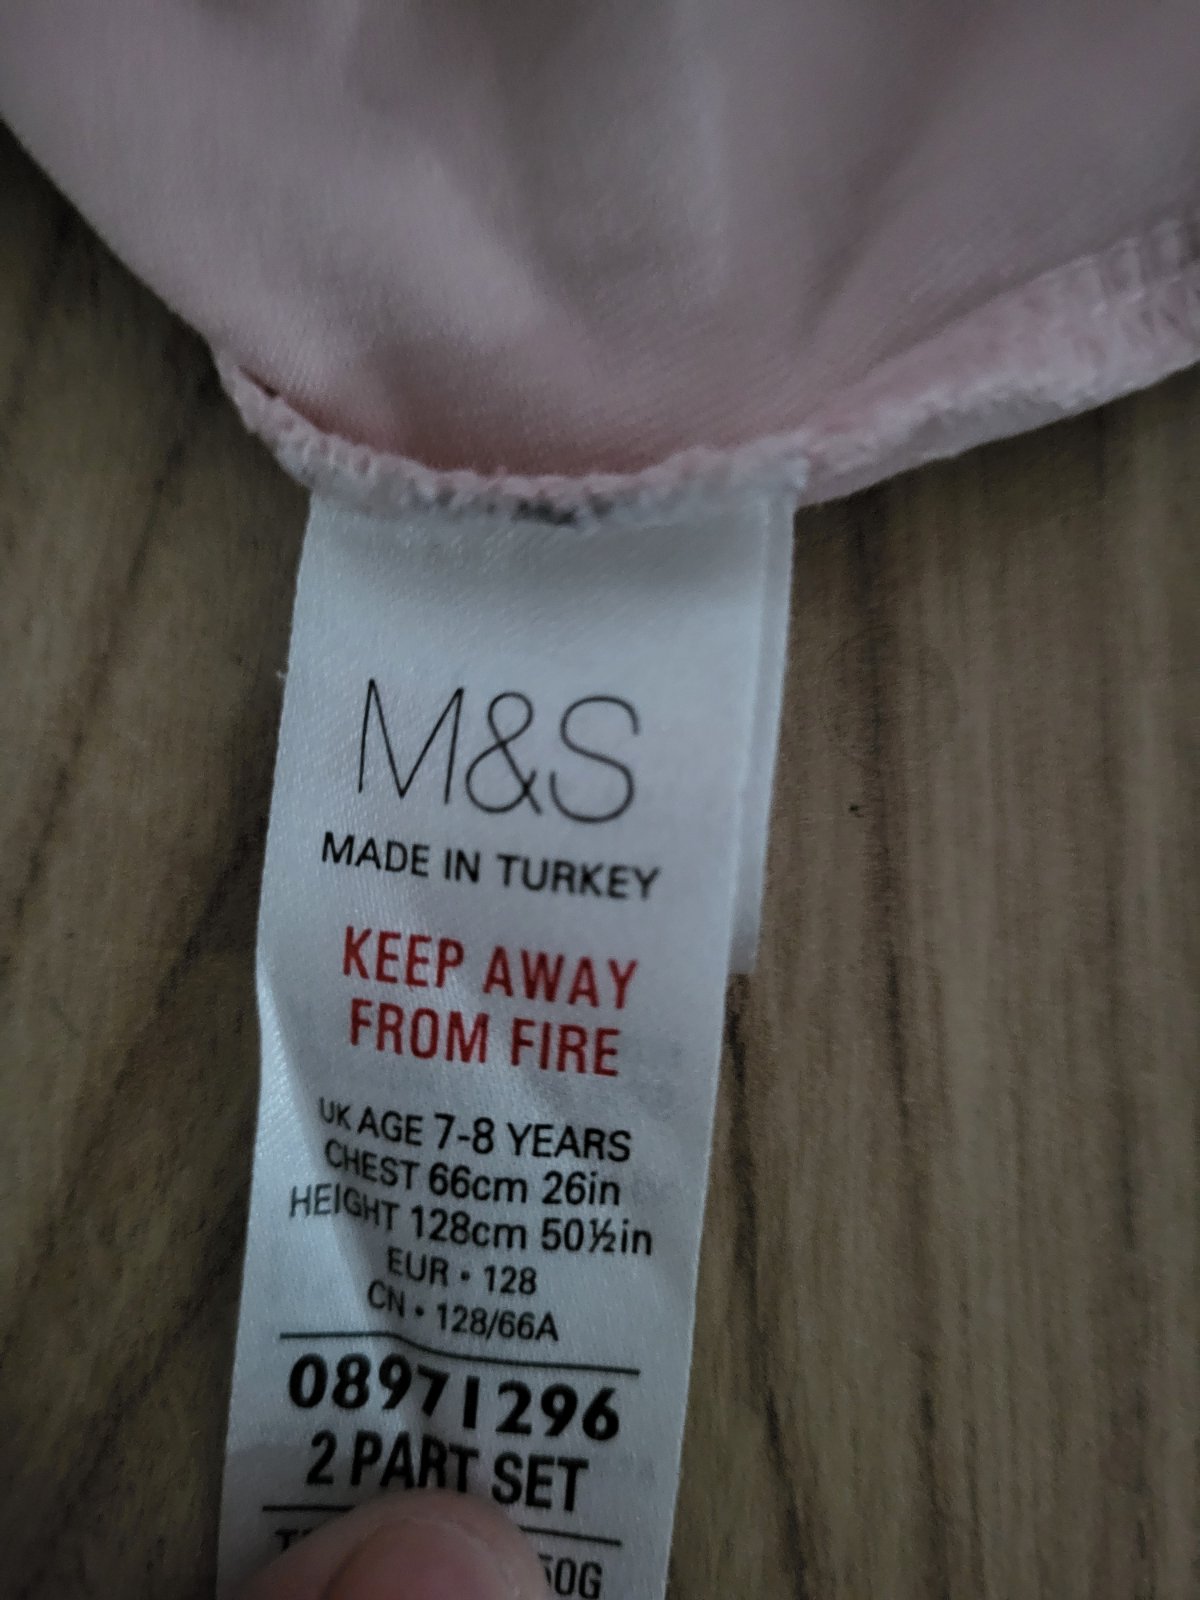 M&S
MADE IN TURKEY
KEEP AWAY
FROM FIRE
UK AGE 7-8 YEARS
CHEST 66cm 26in
HEIGHT 128cm 50½in
EUR • 128
CN • 128/66A
08971296
2 PART SET